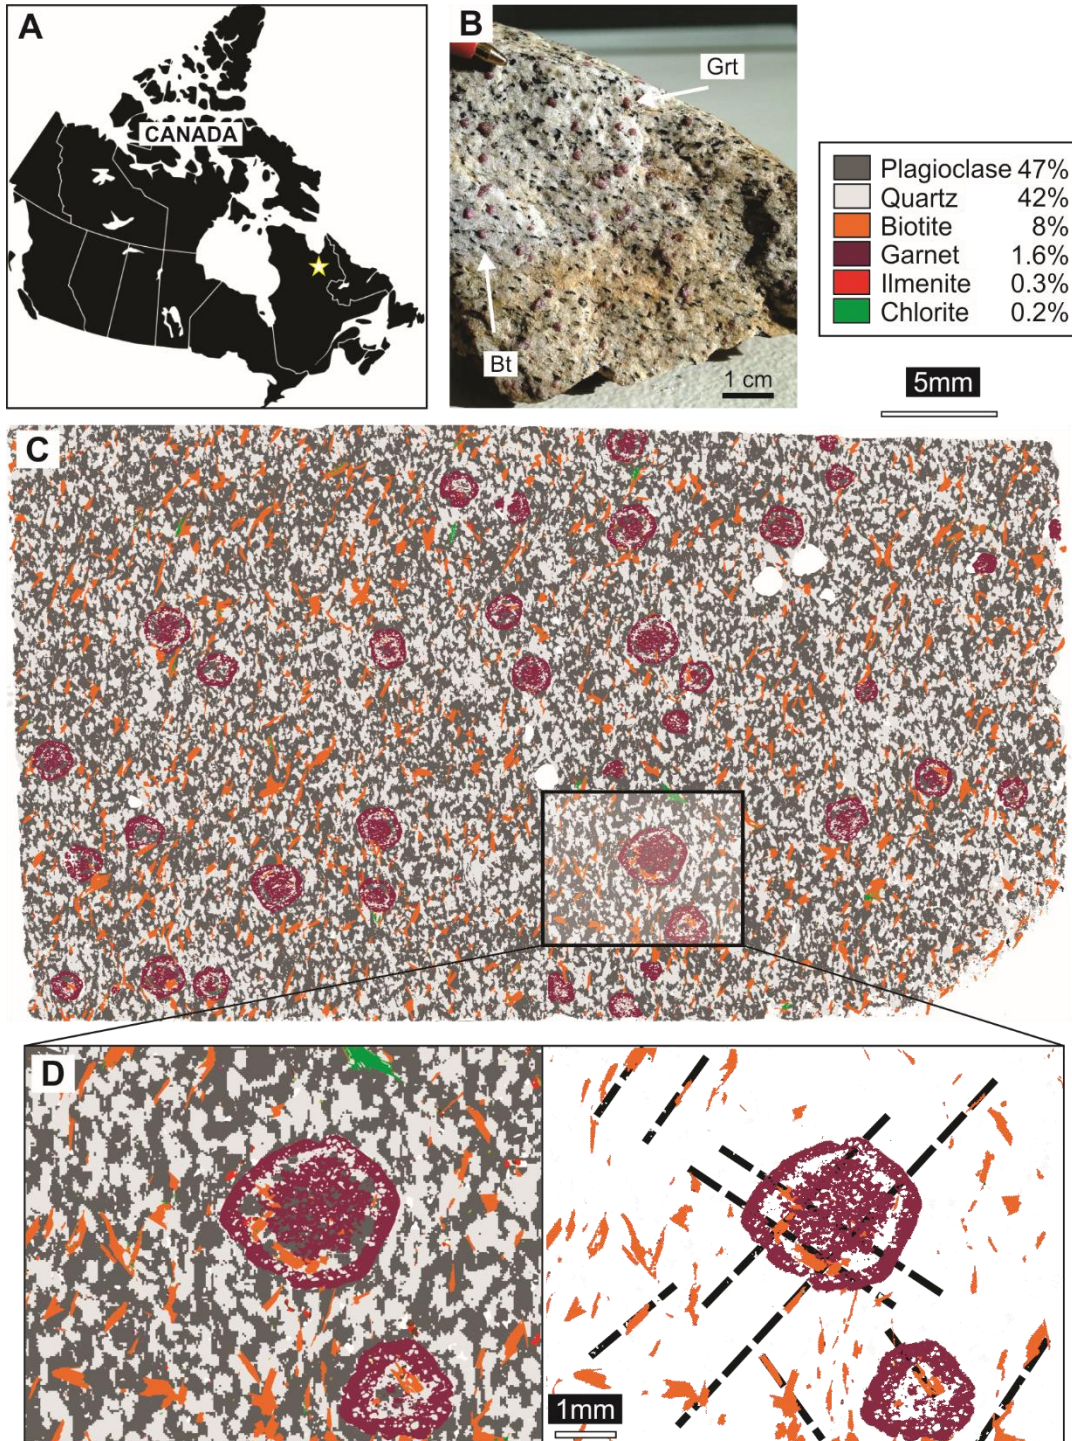 A
CANADA
B
Grt
Bt
1 cm
Plagioclase 47%
Quartz 42%
Biotite 8%
Garnet 1.6%
Ilmenite 0.3%
Chlorite 0.2%
5mm
C
D
1mm